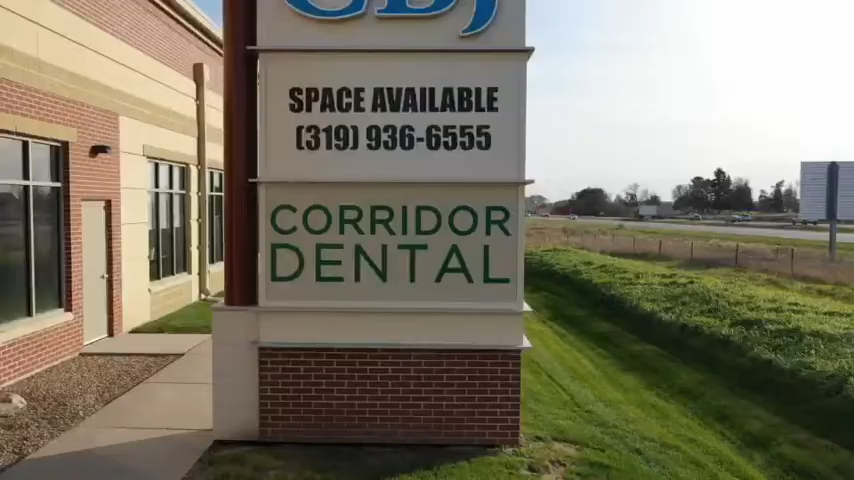 SPACE AVAILABLE
(319) 936-6555
CORRIDOR
DENTAL